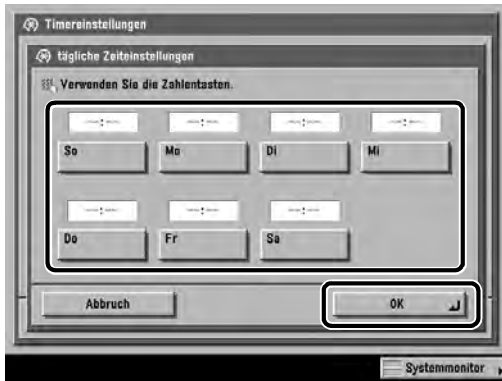 Timereinstellungen
tägliche Zeiteinstellungen
Verwenden Sie die Zahlentasten.
--:-- --:-- --:-- --:--
So Mo Di Mi
--:-- --:-- --:--
Do Fr Sa
Abbruch OK
Systemmonitor